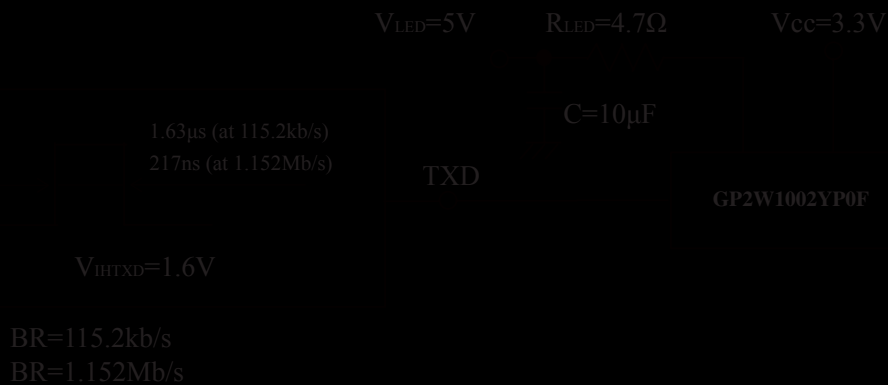 VLED=5V RLED=4.7Ω Vcc=3.3V
C=10μF
1.63μs (at 115.2kb/s)
217ns (at 1.152Mb/s)
TXD
GP2W1002YP0F
VIHTXD=1.6V
BR=115.2kb/s
BR=1.152Mb/s